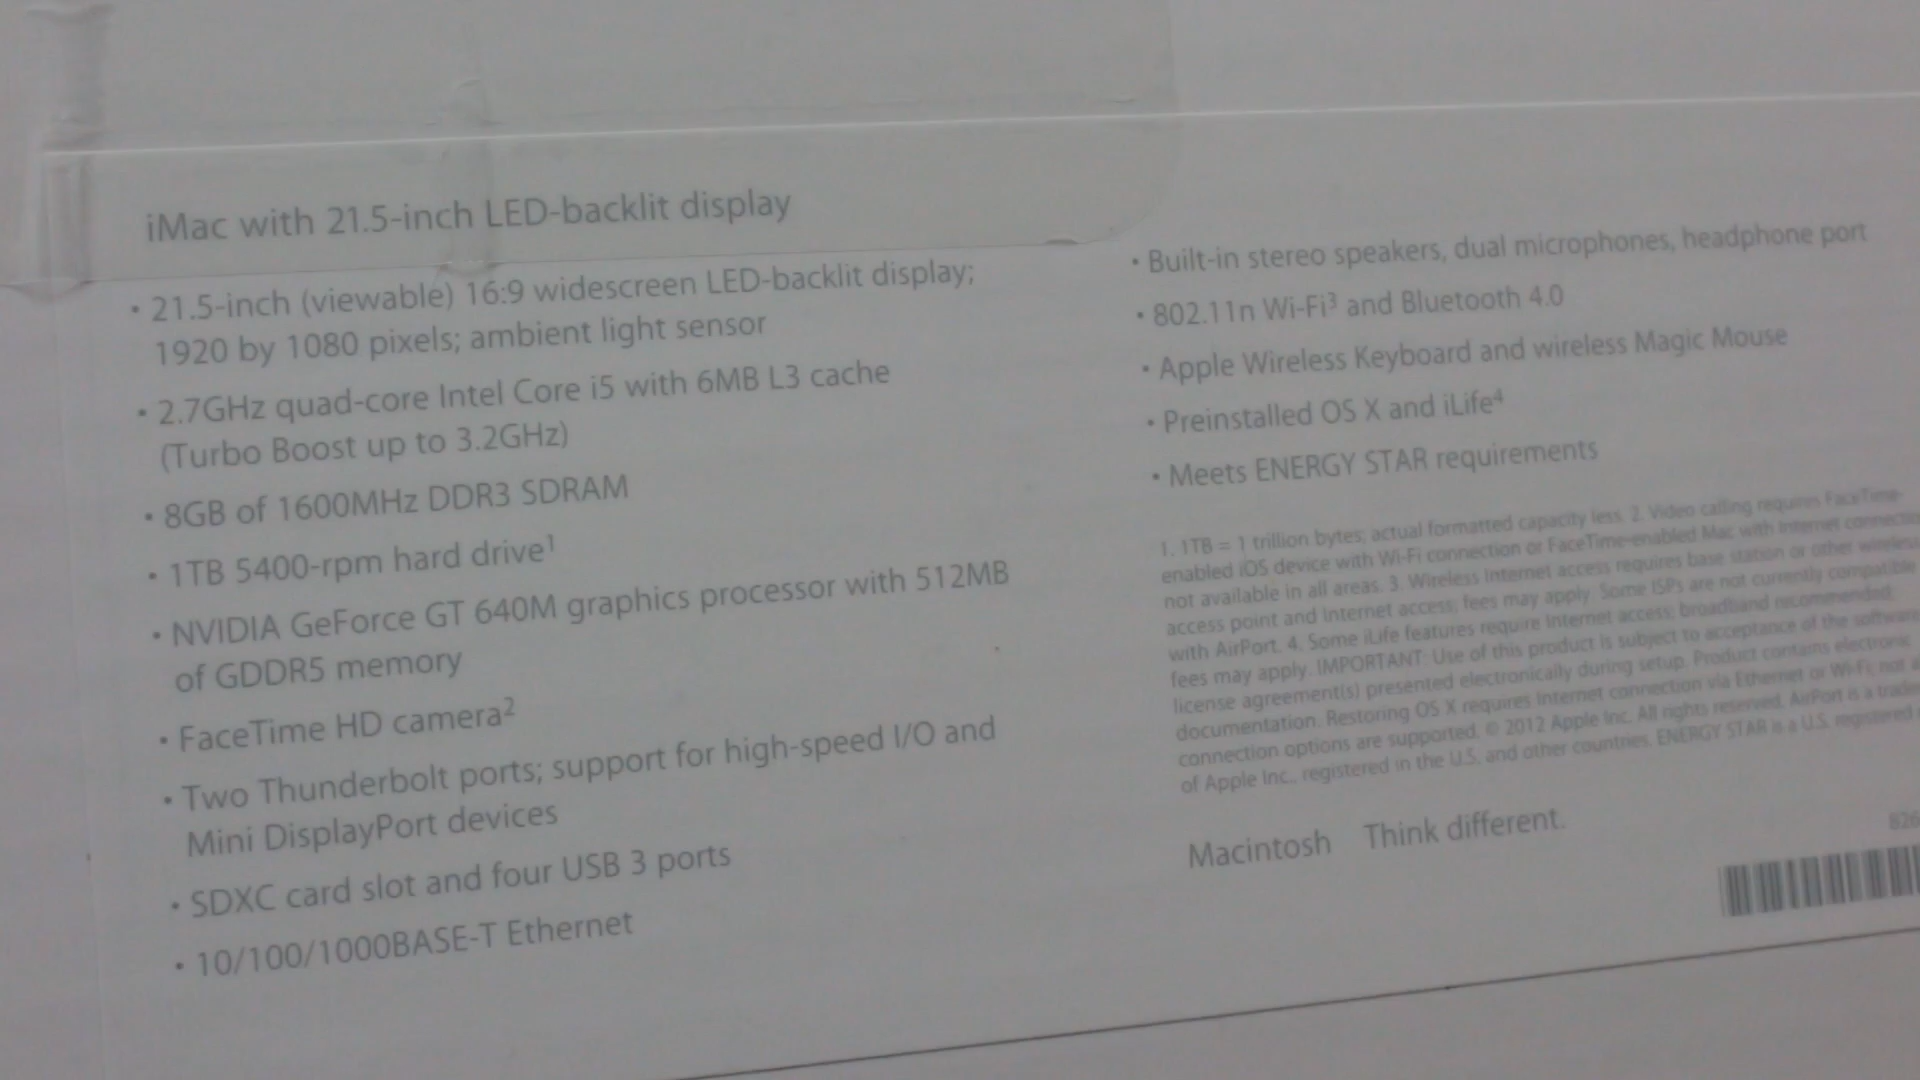 iMac with 21.5-inch LED-backlit display
• 21.5-inch (viewable) 16:9 widescreen LED-backlit display;
1920 by 1080 pixels; ambient light sensor
• 2.7GHz quad-core Intel Core i5 with 6MB L3 cache
(Turbo Boost up to 3.2GHz)
• 8GB of 1600MHz DDR3 SDRAM
• 1TB 5400-rpm hard drive1
• NVIDIA GeForce GT 640M graphics processor with 512MB
of GDDR5 memory
• FaceTime HD camera2
• Two Thunderbolt ports; support for high-speed I/O and
Mini DisplayPort devices
• SDXC card slot and four USB 3 ports
• 10/100/1000BASE-T Ethernet
• Built-in stereo speakers, dual microphones, headphone port
• 802.11n Wi-Fi3 and Bluetooth 4.0
• Apple Wireless Keyboard and wireless Magic Mouse
• Preinstalled OS X and iLife4
• Meets ENERGY STAR requirements
1. 1TB = 1 trillion bytes; actual formatted capacity less. 2. Video calling requires FaceTime-
enabled iOS device with Wi-Fi connection or FaceTime-enabled Mac with Internet
not available in all areas. 3. Wireless Internet access requires base station or other
access point and Internet access; fees may apply. Some ISPs are not currently compatible
with AirPort. 4. Some iLife features require Internet access; broadband recommended;
fees may apply. IMPORTANT: Use of this product is subject to acceptance of the
license agreement(s) presented electronically during setup. Product contains electronic
documentation. Restoring OS X requires Internet connection via Ethernet or Wi-Fi; not
connection options are supported. © 2012 Apple Inc. All rights reserved. AirPort is a
of Apple Inc., registered in the U.S. and other countries. ENERGY STAR is a U.S. registered
Macintosh Think different.
826